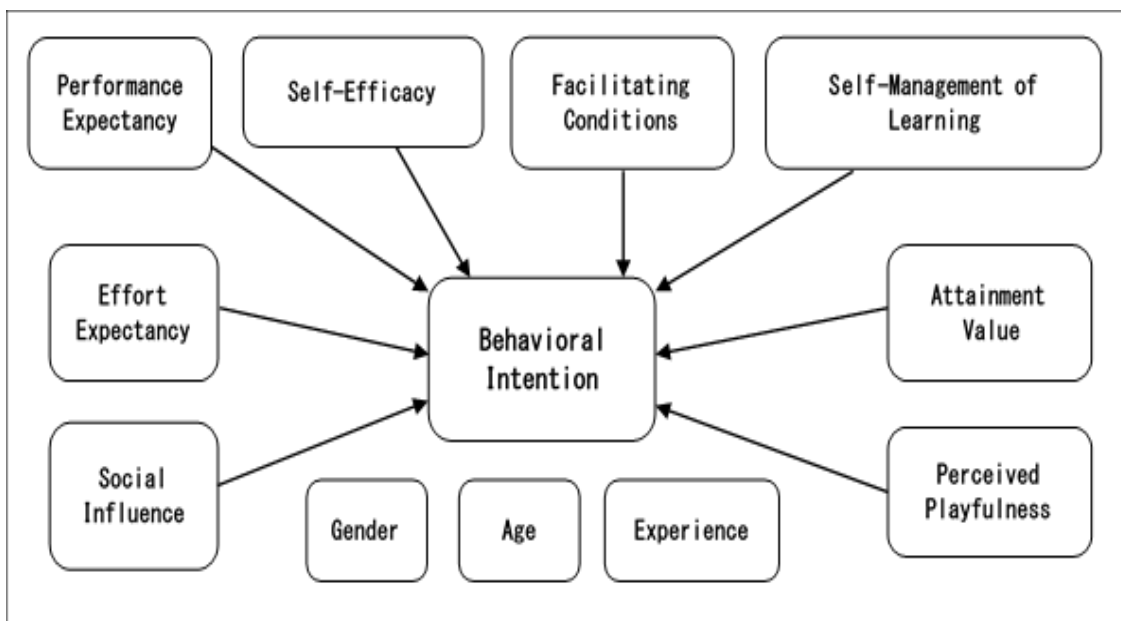 Performance
Expectancy
Self-Efficacy
Facilitating
Conditions
Self-Management of
Learning
Effort
Expectancy
Behavioral
Intention
Attainment
Value
Social
Influence
Gender
Age
Experience
Perceived
Playfulness